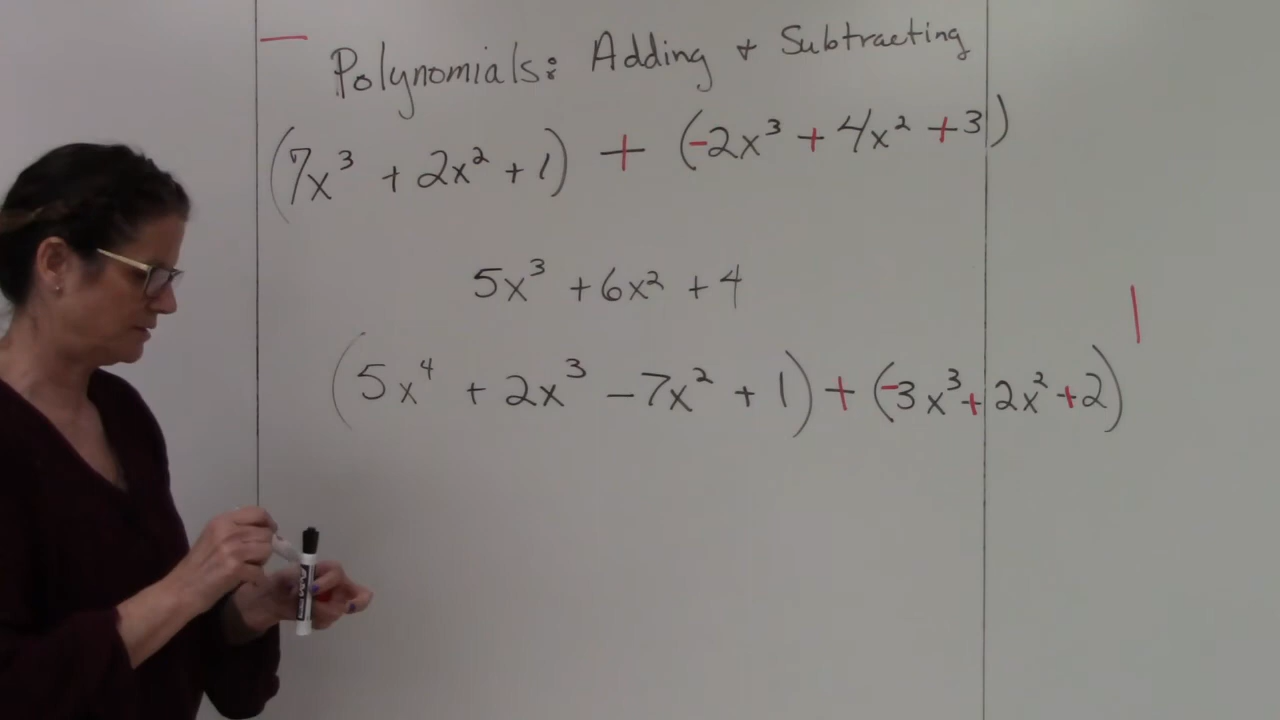 Polynomials: Adding + Subtracting
(7x³ + 2x² + 1) + (-2x³ + 4x² + 3)
5x³ + 6x² + 4
(5x⁴ + 2x³ - 7x² + 1) + (-3x³ + 2x² + 2)